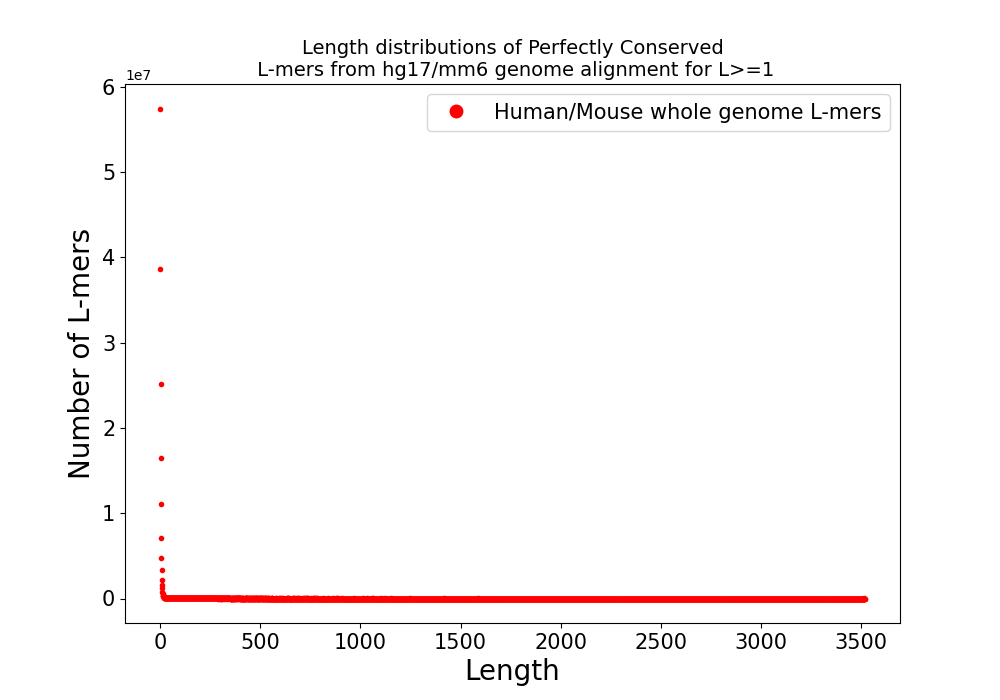 Length distributions of Perfectly Conserved
L-mers from hg17/mm6 genome alignment for L>=1
1e7
Human/Mouse whole genome L-mers
6
5
4
3
2
1
0
Number of L-mers
0 500 1000 1500 2000 2500 3000 3500
Length